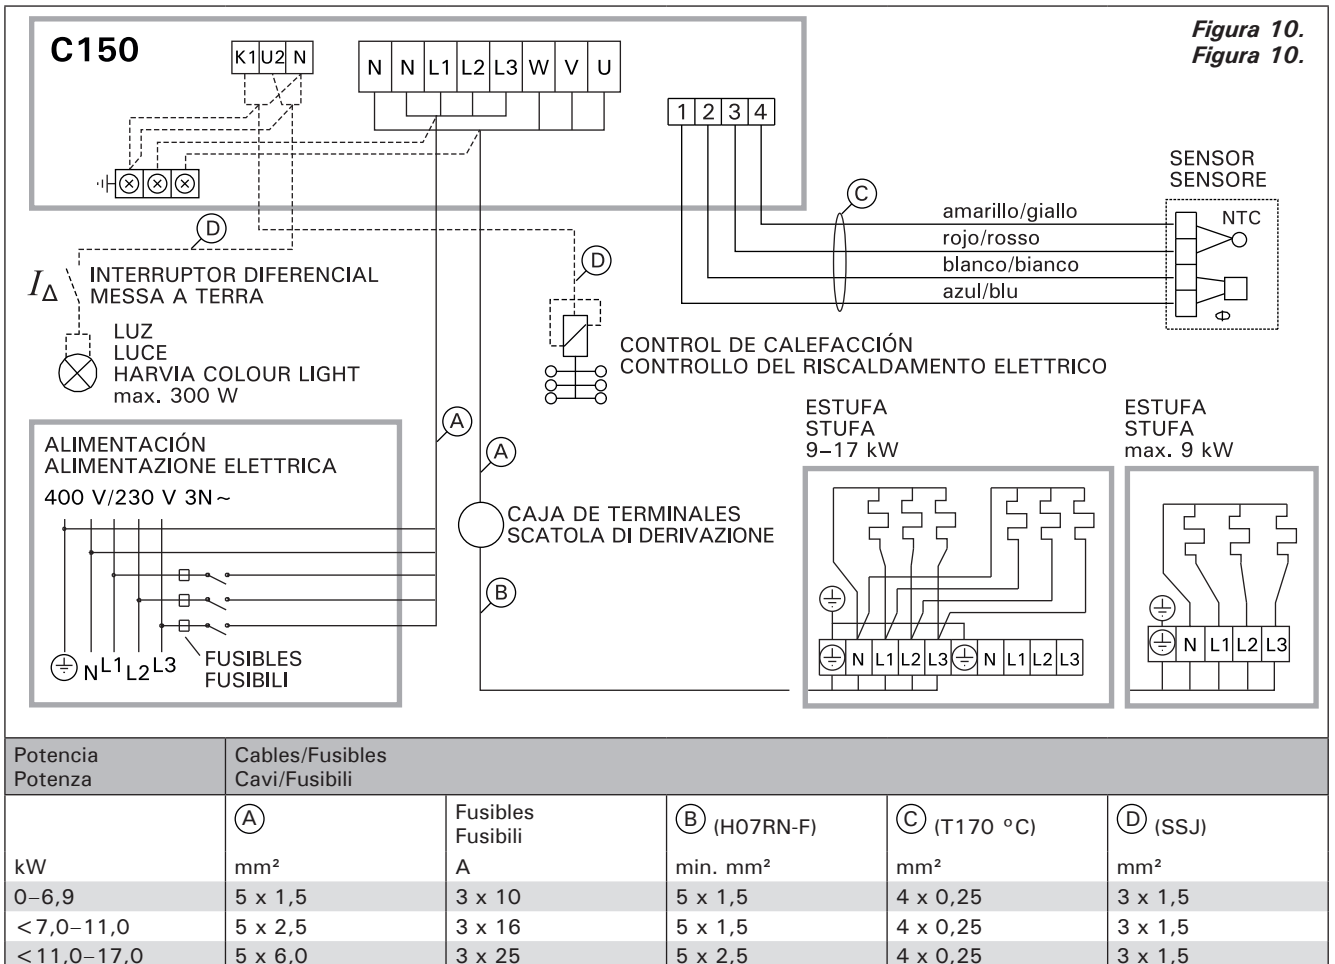 C150
Figura 10.
Figura 10.
K1 U2 N
N N L1 L2 L3 W V U
1 2 3 4
SENSOR
SENSORE
C
D
amarillo/giallo
rojo/rosso
blanco/bianco
azul/blu
NTC
Φ
D
I∆
INTERRUPTOR DIFERENCIAL
MESSA A TERRA
LUZ
LUCE
HARVIA COLOUR LIGHT
max. 300 W
CONTROL DE CALEFACCIÓN
CONTROLLO DEL RISCALDAMENTO ELETTRICO
A
A
ALIMENTACIÓN
ALIMENTAZIONE ELETTRICA
400 V/230 V 3N~
N L1 L2 L3
FUSIBLES
FUSIBILI
CAJA DE TERMINALES
SCATOLA DI DERIVAZIONE
B
ESTUFA
STUFA
9–17 kW
N L1 L2 L3 N L1 L2 L3
ESTUFA
STUFA
max. 9 kW
N L1 L2 L3
Potencia
Potenza
Cables/Fusibles
Cavi/Fusibili
A
Fusibles
Fusibili
B (H07RN-F)
C (T170 °C)
D (SSJ)
kW mm² A min. mm² mm² mm²
0–6,9 5 x 1,5 3 x 10 5 x 1,5 4 x 0,25 3 x 1,5
<7,0–11,0 5 x 2,5 3 x 16 5 x 1,5 4 x 0,25 3 x 1,5
<11,0–17,0 5 x 6,0 3 x 25 5 x 2,5 4 x 0,25 3 x 1,5